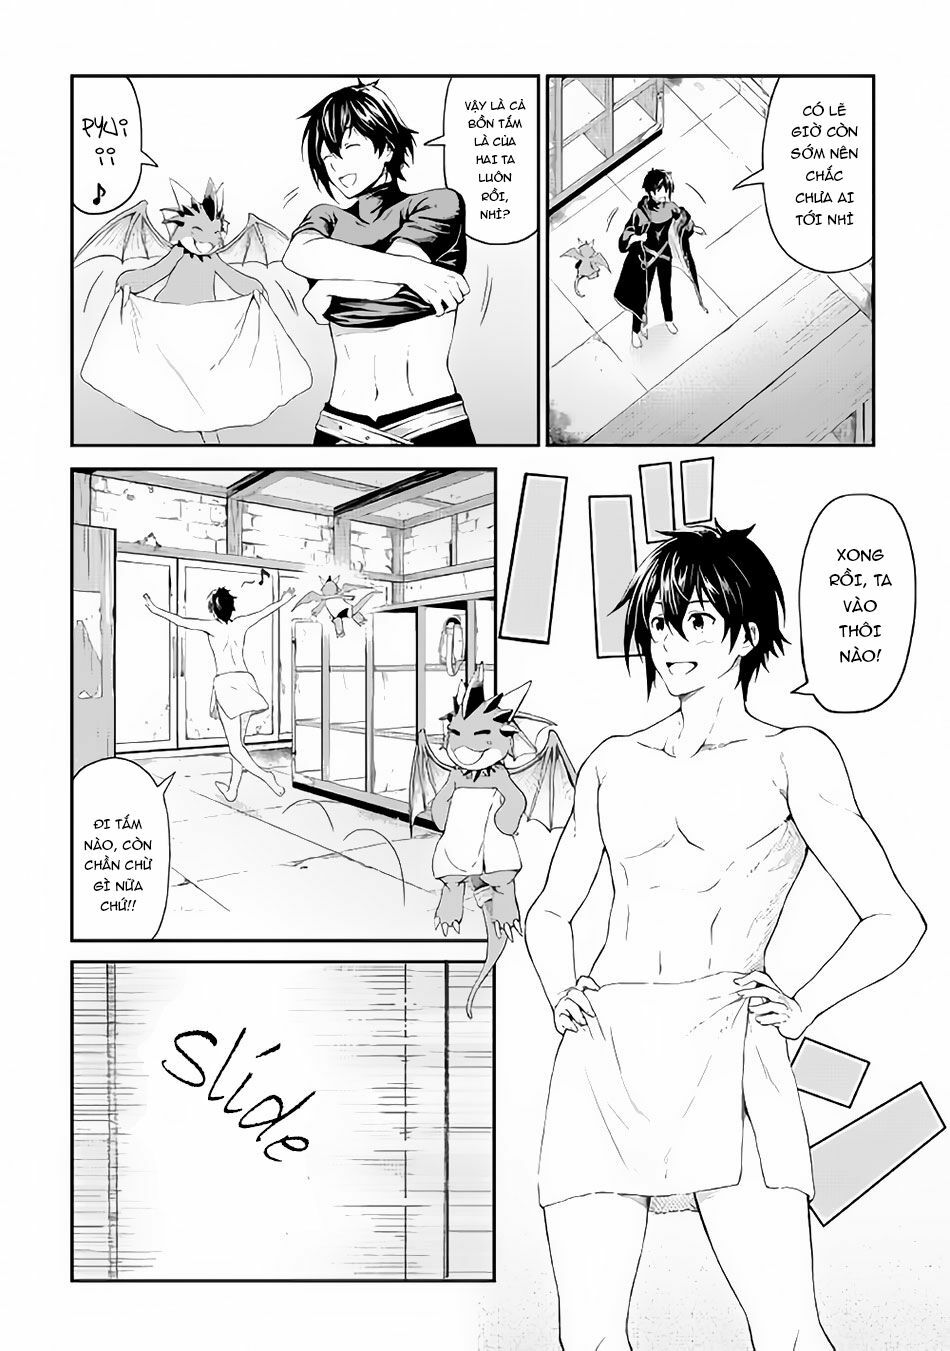 CÓ LẼ
GIỜ CÒN
SỚM NÊN
CHẮC
CHƯA AI
TỚI NHỈ
VẬY LÀ CẢ
BỒN TẮM
LÀ CỦA
HAI TA
LUÔN
RỒI,
NHỈ?
PYUi
¡¡
♪
XONG
RỒI, TA
VÀO
THÔI
NÀO!
ĐI TẮM
NÀO, CÒN
CHẦN CHỪ
GÌ NỮA
CHỨ!!
slide